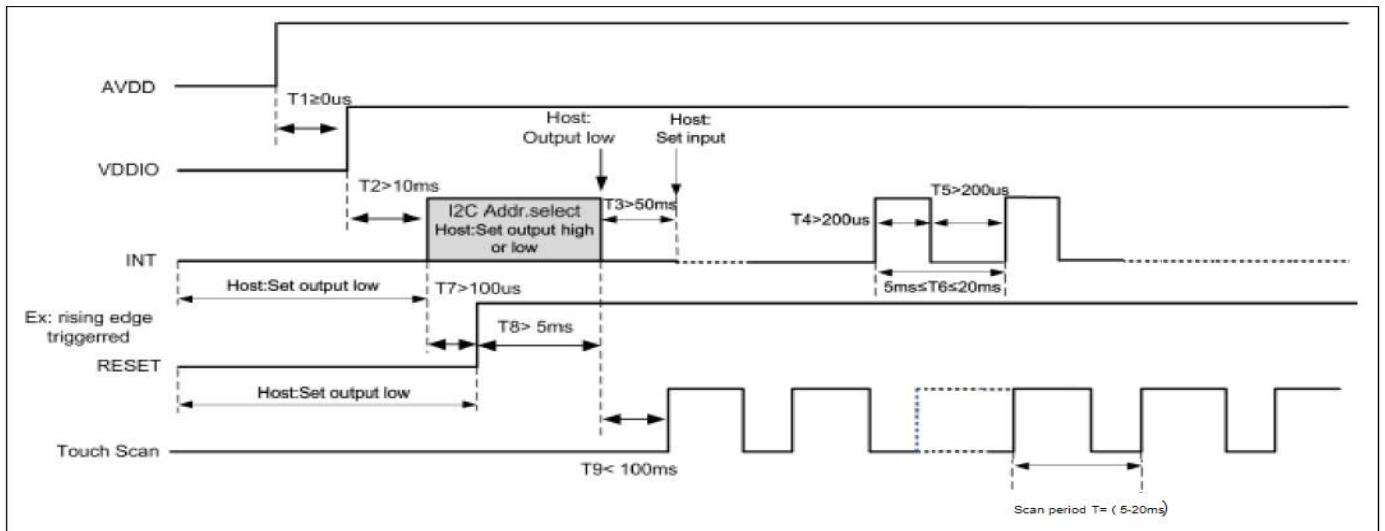 AVDD
T1≥0us
VDDIO
Host:
Output low
Host:
Set input
T2>10ms
I2C Addr.select
Host:Set output high
or low
T3>50ms
T4>200us
T5>200us
INT
5ms≤T6≤20ms
Host:Set output low
T7>100us
Ex: rising edge
triggerred
T8> 5ms
RESET
Host:Set output low
Touch Scan
T9< 100ms
Scan period T= ( 5-20ms)